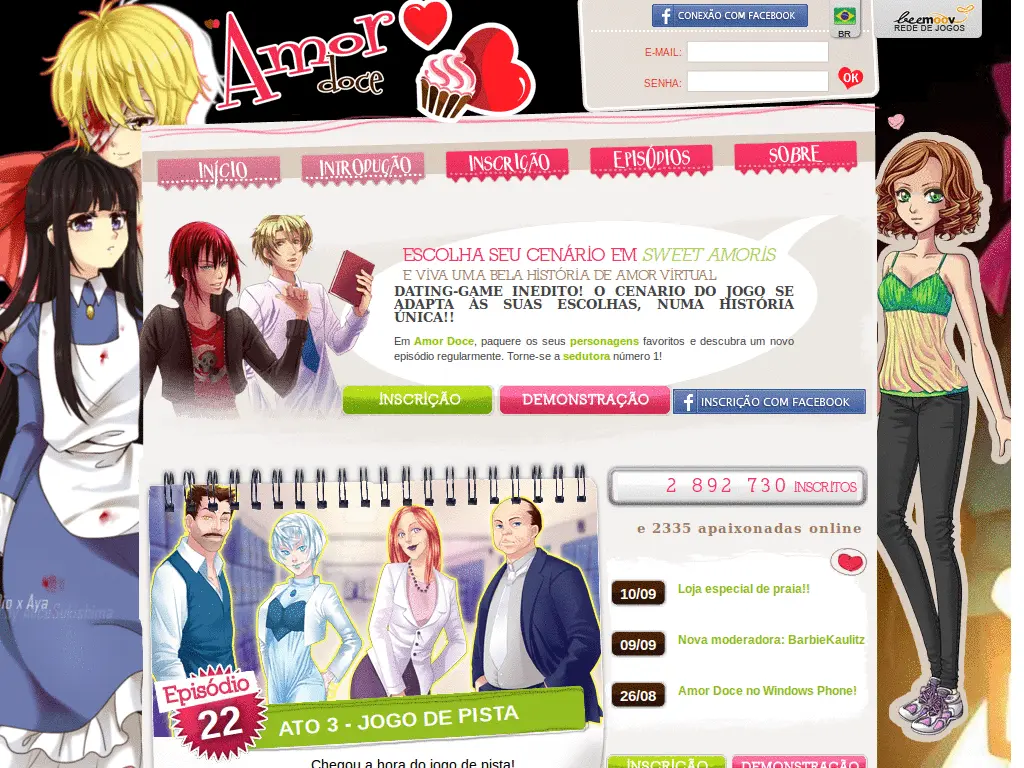 Amor
doce
CONEXÃO COM FACEBOOK
BR
beemoov
REDE DE JOGOS
E-MAIL:
SENHA:
OK
INÍCIO
INTRODUÇÃO
INSCRIÇÃO
EPISÓDIOS
SOBRE
ESCOLHA SEU CENÁRIO EM SWEET AMORIS
E VIVA UMA BELA HISTÓRIA DE AMOR VIRTUAL
DATING-GAME INEDITO! O CENARIO DO JOGO SE
ADAPTA ÀS SUAS ESCOLHAS, NUMA HISTÓRIA
ÚNICA!!
Em Amor Doce, paquere os seus personagens favoritos e descubra um novo
episódio regularmente. Torne-se a sedutora número 1!
INSCRIÇÃO
DEMONSTRAÇÃO
INSCRIÇÃO COM FACEBOOK
2 892 730 INSCRITOS
e 2335 apaixonadas online
10/09
Loja especial de praia!!
09/09
Nova moderadora: BarbieKaulitz
26/08
Amor Doce no Windows Phone!
Episódio
22
ATO 3 - JOGO DE PISTA
Chegou a hora do jogo de pista!
INSCRIÇÃO
DEMONSTRAÇÃO